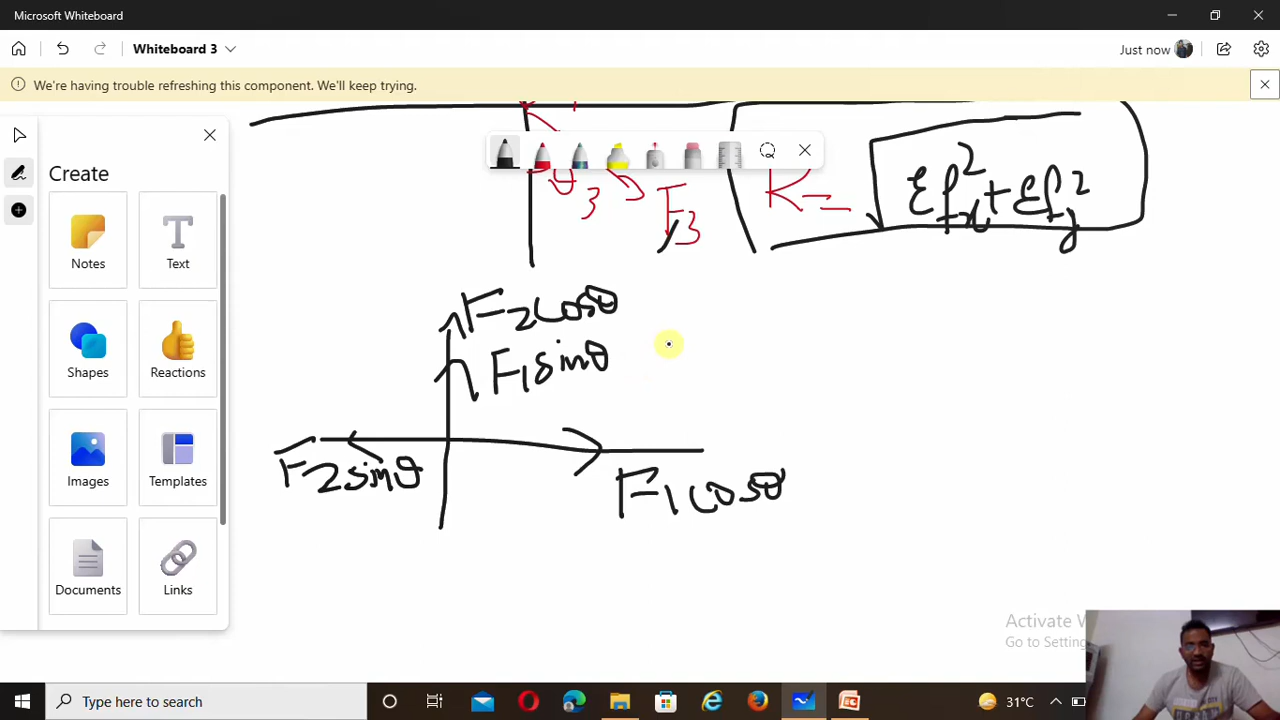 Microsoft Whiteboard
Whiteboard 3
Just now
We're having trouble refreshing this component. We'll keep trying.
Create
Notes
Text
Shapes
Reactions
Images
Templates
Documents
Links
θ3
F3
R =
Σfx² + Σfy²
F2cosθ
F1sinθ
F2sinθ
F1cosθ
Activate
Go to Setting
Type here to search
31°C